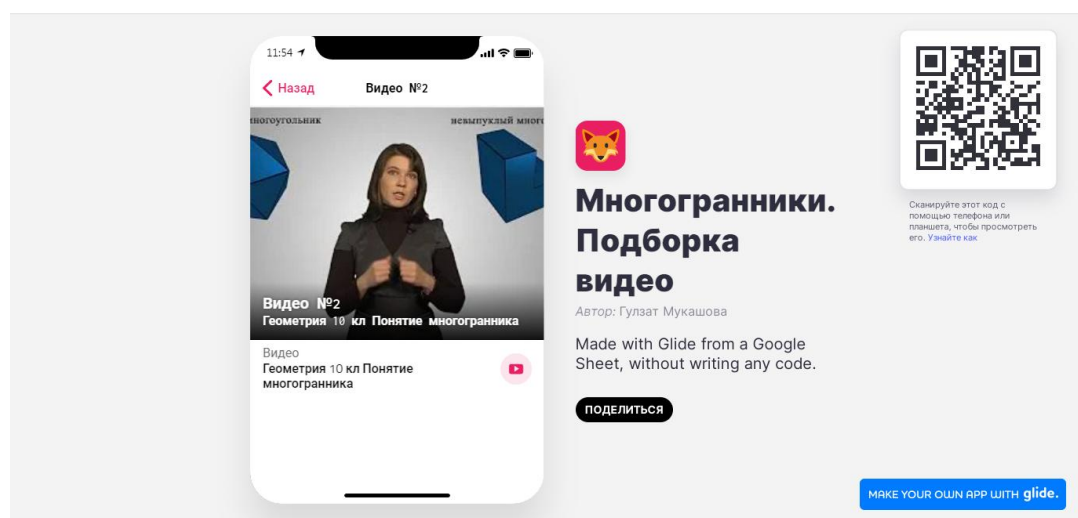 11:54
Назад
Видео №2
многоугольник
невыпуклый много
Видео №2
Геометрия 10 кл Понятие многогранника
Видео
Геометрия 10 кл Понятие
многогранника
Многогранники.
Подборка
видео
Автор: Гулзат Мукашова
Made with Glide from a Google
Sheet, without writing any code.
ПОДЕЛИТЬСЯ
Сканируйте этот код с
помощью телефона или
планшета, чтобы просмотреть
его. Узнайте как
MAKE YOUR OWN APP WITH glide.